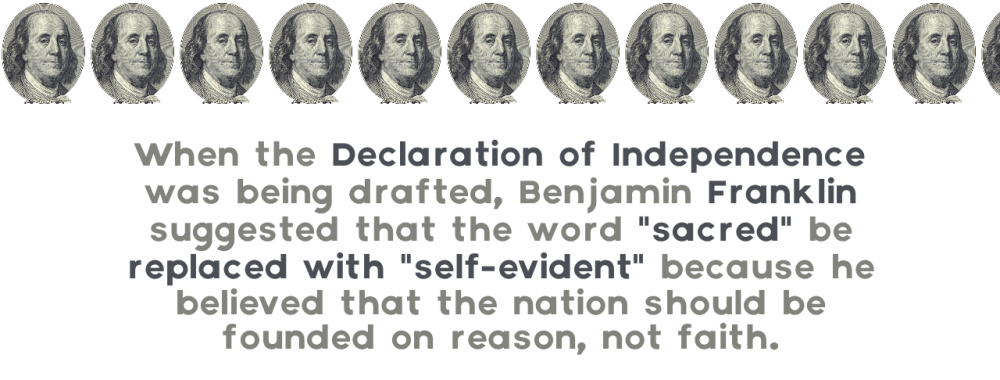 When the Declaration of Independence
was being drafted, Benjamin Franklin
suggested that the word "sacred" be
replaced with "self-evident" because he
believed that the nation should be
founded on reason, not faith.